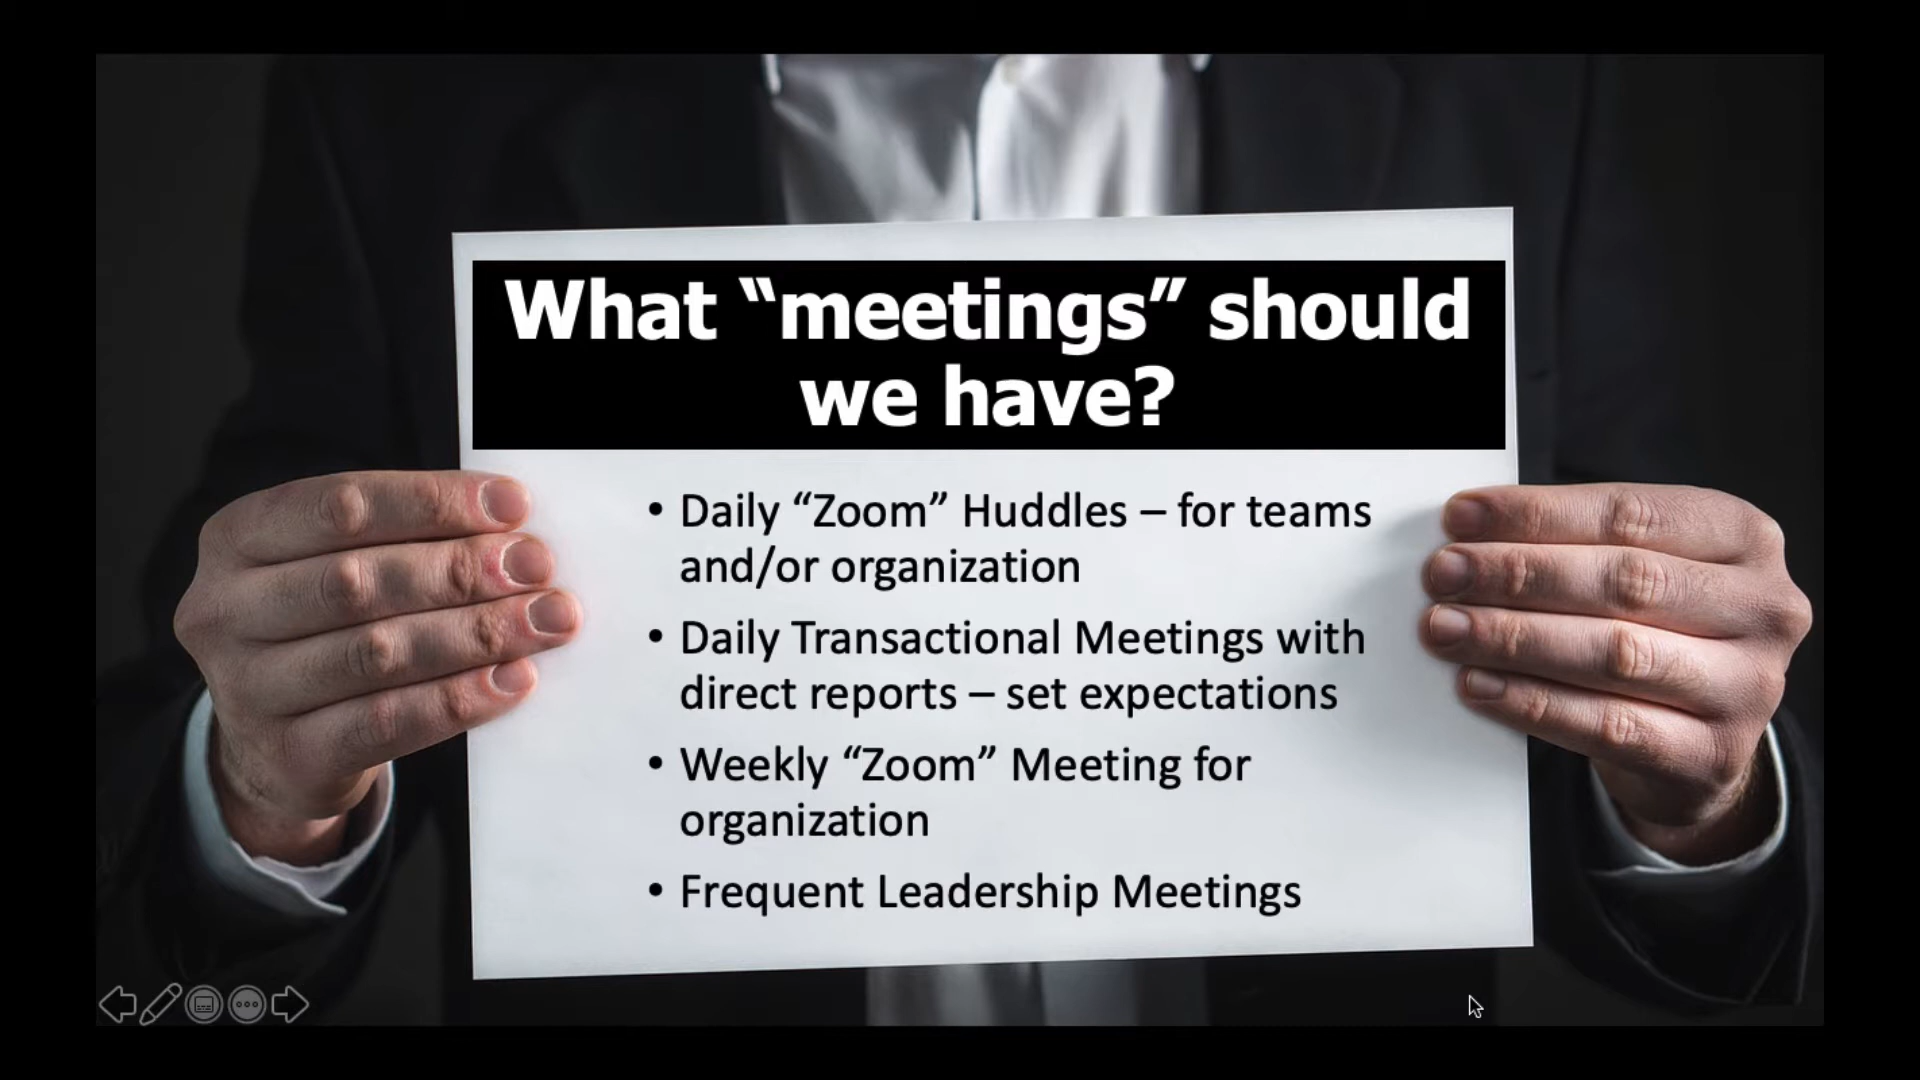 What “meetings” should
we have?
• Daily “Zoom” Huddles – for teams
and/or organization
• Daily Transactional Meetings with
direct reports – set expectations
• Weekly “Zoom” Meeting for
organization
• Frequent Leadership Meetings